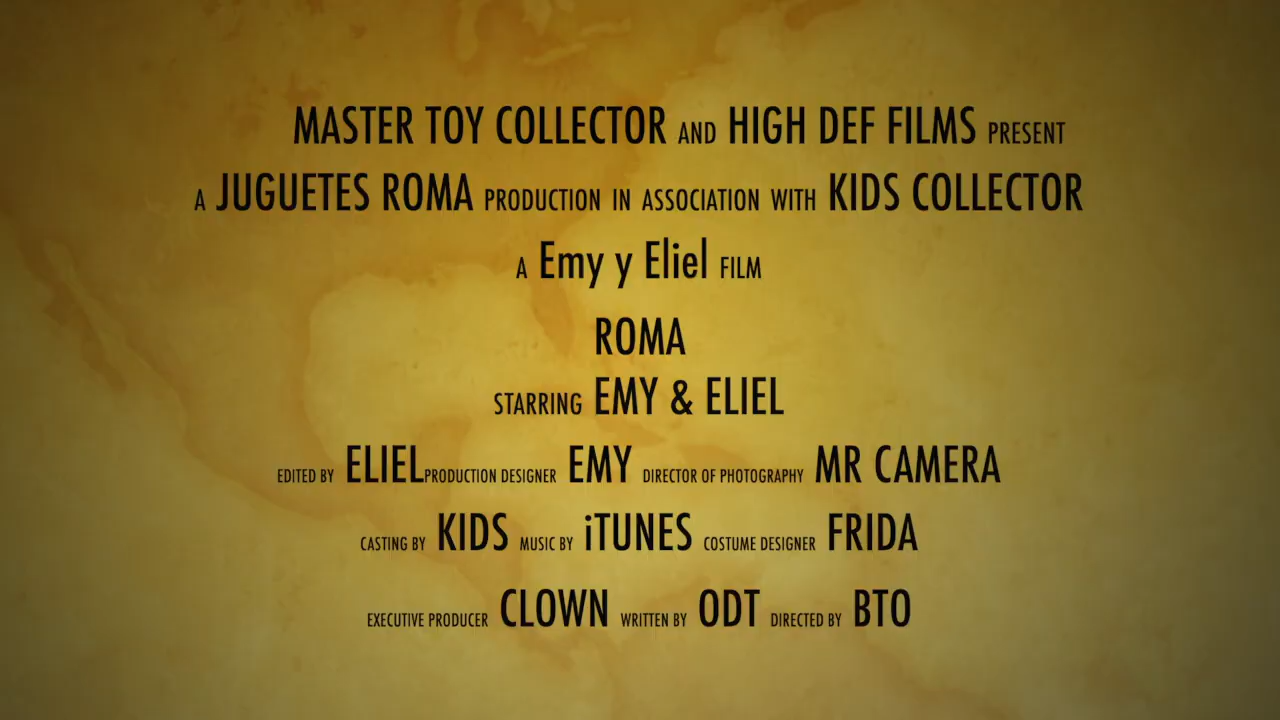 MASTER TOY COLLECTOR AND HIGH DEF FILMS PRESENT
A JUGUETES ROMA PRODUCTION IN ASSOCIATION WITH KIDS COLLECTOR
A Emy y Eliel FILM
ROMA
STARRING EMY & ELIEL
EDITED BY ELIEL PRODUCTION DESIGNER EMY DIRECTOR OF PHOTOGRAPHY MR CAMERA
CASTING BY KIDS MUSIC BY iTUNES COSTUME DESIGNER FRIDA
EXECUTIVE PRODUCER CLOWN WRITTEN BY ODT DIRECTED BY BTO